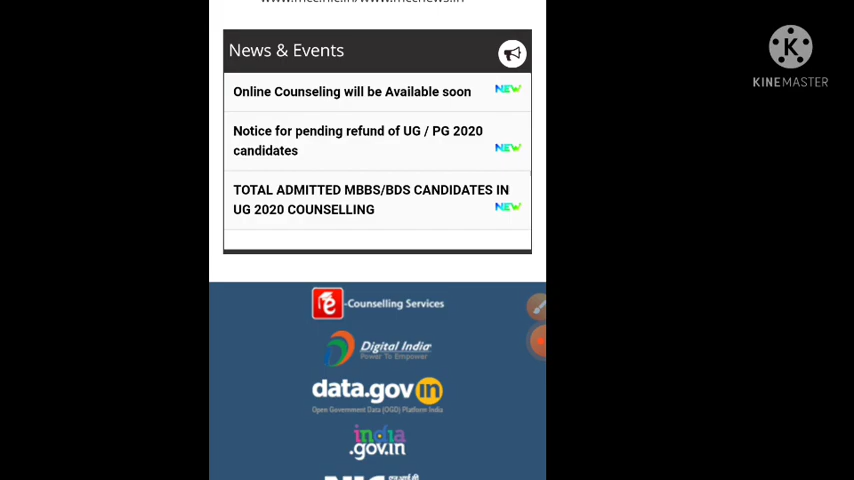 News & Events
K
KINEMASTER
Online Counseling will be Available soon
NEW
Notice for pending refund of UG / PG 2020
candidates
NEW
TOTAL ADMITTED MBBS/BDS CANDIDATES IN
UG 2020 COUNSELLING
NEW
e-Counselling Services
Digital India
Power To Empower
data.gov in
Open Government Data (OGD) Platform India
india
.gov.in